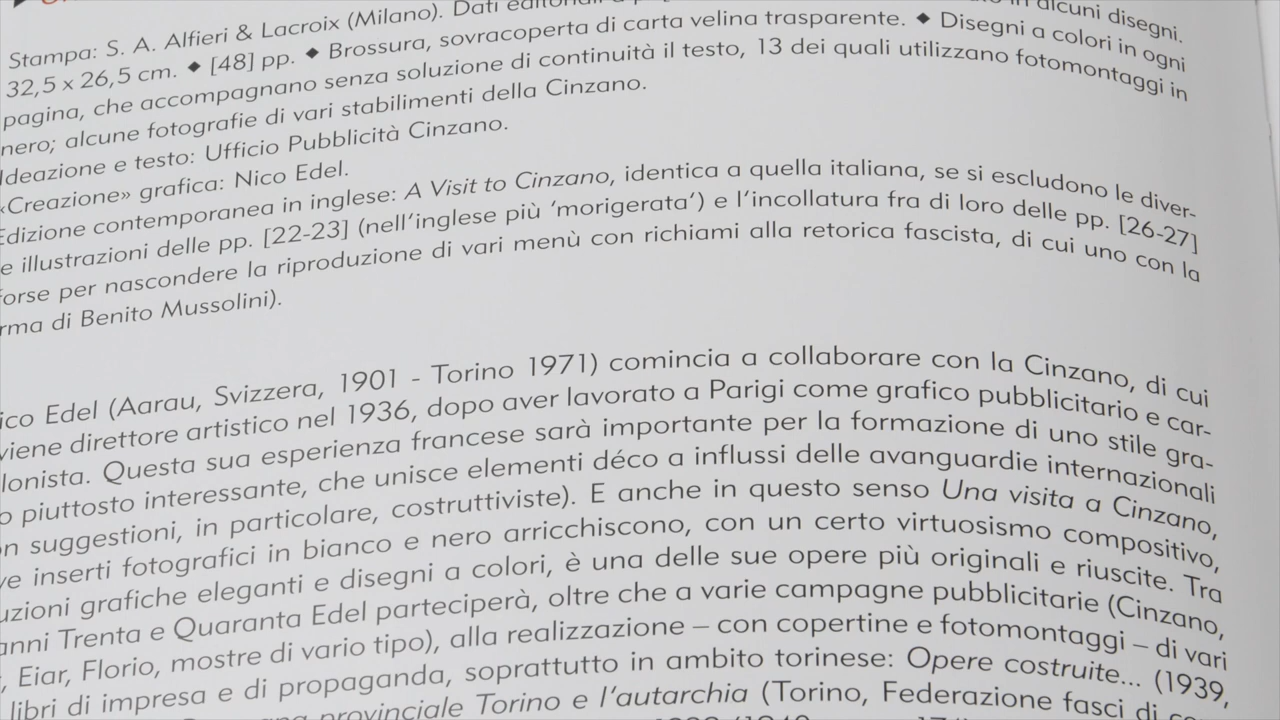 Stampa: S. A. Alfieri & Lacroix (Milano). Dati in alcuni disegni.
32,5 x 26,5 cm. ◆ [48] pp. ◆ Brossura, sovracoperta di carta velina trasparente. ◆ Disegni a colori in ogni
pagina, che accompagnano senza soluzione di continuità il testo, 13 dei quali utilizzano fotomontaggi in
nero; alcune fotografie di vari stabilimenti della Cinzano.
Ideazione e testo: Ufficio Pubblicità Cinzano.
«Creazione» grafica: Nico Edel.
Edizione contemporanea in inglese: A Visit to Cinzano, identica a quella italiana, se si escludono le diver-
e illustrazioni delle pp. [22-23] (nell’inglese più ‘morigerata’) e l’incollatura fra di loro delle pp. [26-27]
forse per nascondere la riproduzione di vari menù con richiami alla retorica fascista, di cui uno con la
rma di Benito Mussolini).
ico Edel (Aarau, Svizzera, 1901 - Torino 1971) comincia a collaborare con la Cinzano, di cui
viene direttore artistico nel 1936, dopo aver lavorato a Parigi come grafico pubblicitario e car-
llonista. Questa sua esperienza francese sarà importante per la formazione di uno stile gra-
o piuttosto interessante, che unisce elementi déco a influssi delle avanguardie internazionali
on suggestioni, in particolare, costruttiviste). E anche in questo senso Una visita a Cinzano,
ve inserti fotografici in bianco e nero arricchiscono, con un certo virtuosismo compositivo,
uzioni grafiche eleganti e disegni a colori, è una delle sue opere più originali e riuscite. Tra
anni Trenta e Quaranta Edel parteciperà, oltre che a varie campagne pubblicitarie (Cinzano,
, Eiar, Florio, mostre di vario tipo), alla realizzazione – con copertine e fotomontaggi – di vari
libri di impresa e di propaganda, soprattutto in ambito torinese: Opere costruite... (1939,
provinciale Torino e l’autarchia (Torino, Federazione fasci di